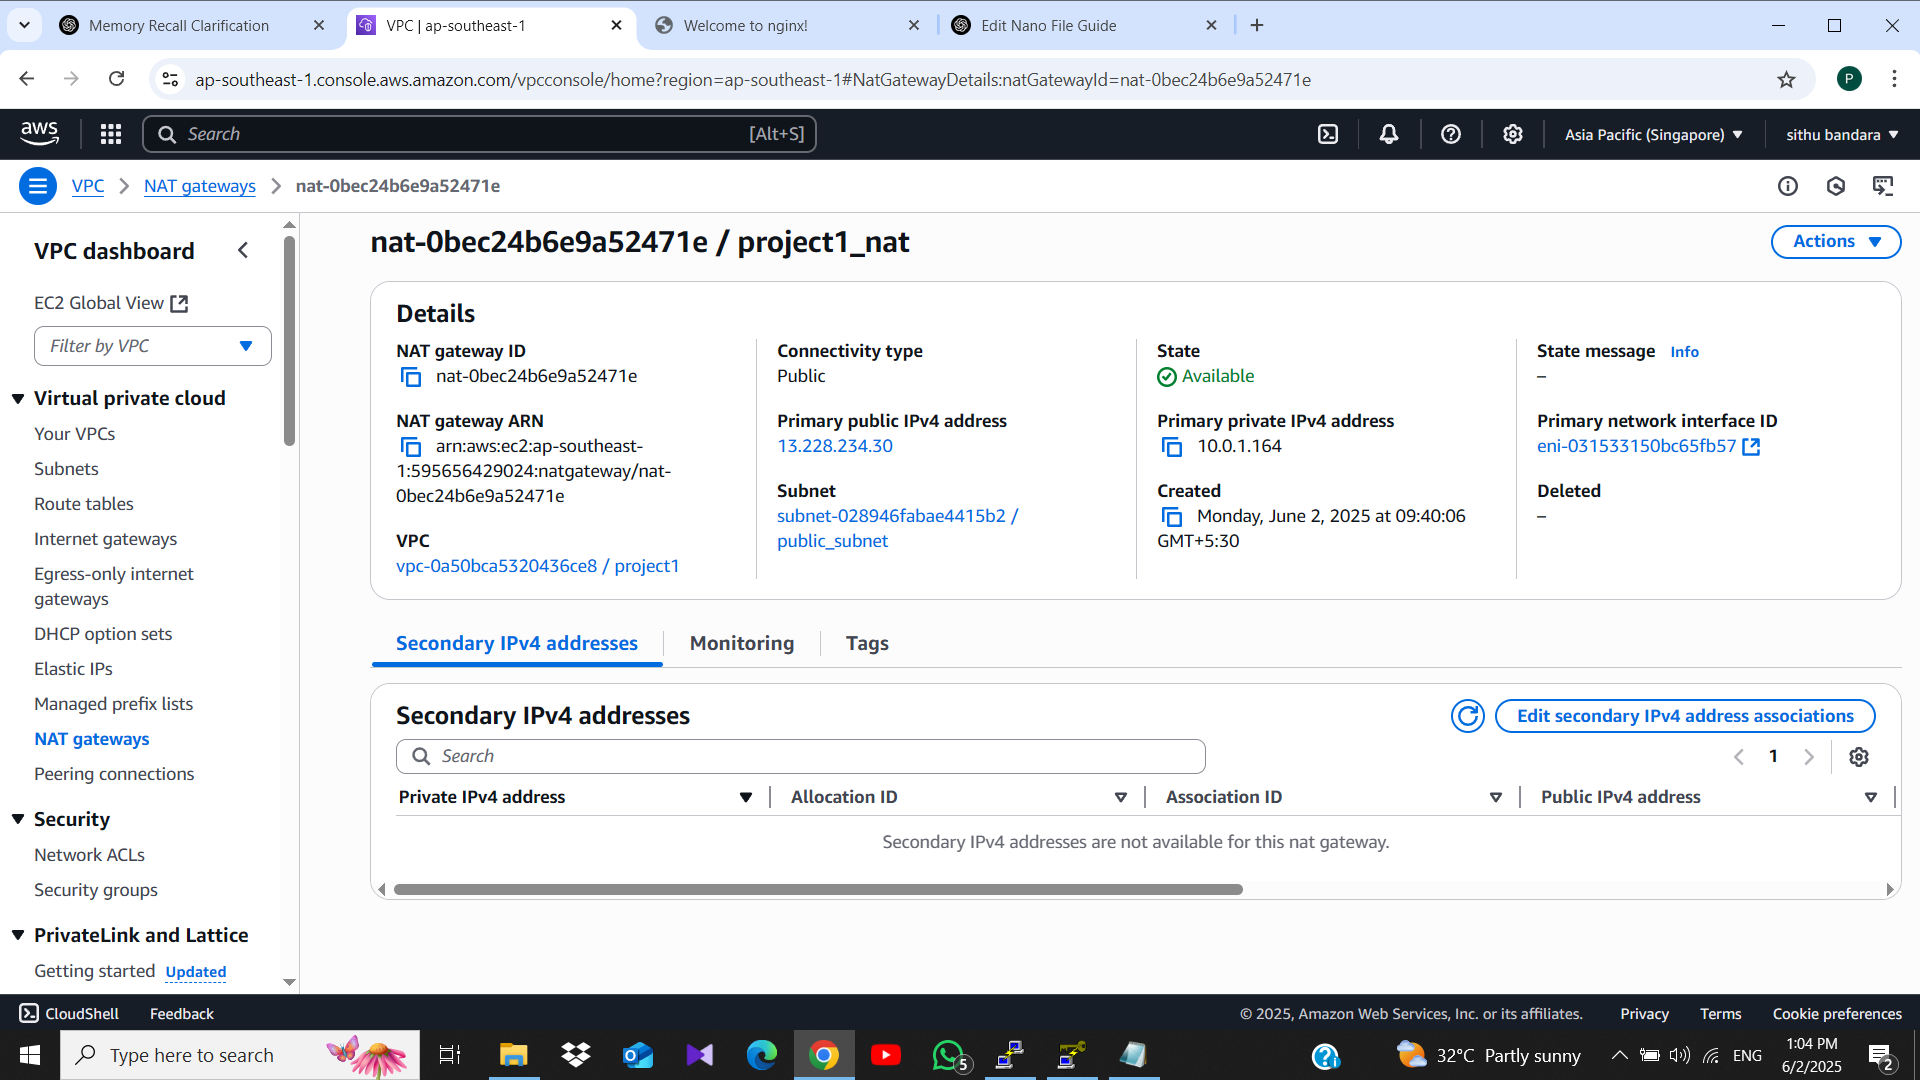 Memory Recall Clarification
VPC | ap-southeast-1
Welcome to nginx!
Edit Nano File Guide
ap-southeast-1.console.aws.amazon.com/vpcconsole/home?region=ap-southeast-1#NatGatewayDetails:natGatewayId=nat-0bec24b6e9a52471e
P
aws
Search
[Alt+S]
Asia Pacific (Singapore)
sithu bandara
VPC
NAT gateways
nat-0bec24b6e9a52471e
VPC dashboard
EC2 Global View
Filter by VPC
Virtual private cloud
Your VPCs
Subnets
Route tables
Internet gateways
Egress-only internet
gateways
DHCP option sets
Elastic IPs
Managed prefix lists
NAT gateways
Peering connections
Security
Network ACLs
Security groups
PrivateLink and Lattice
Getting started Updated
nat-0bec24b6e9a52471e / project1_nat
Actions
Details
NAT gateway ID
nat-0bec24b6e9a52471e
NAT gateway ARN
arn:aws:ec2:ap-southeast-
1:595656429024:natgateway/nat-
0bec24b6e9a52471e
VPC
vpc-0a50bca5320436ce8 / project1
Connectivity type
Public
Primary public IPv4 address
13.228.234.30
Subnet
subnet-028946fabae4415b2 /
public_subnet
State
Available
Primary private IPv4 address
10.0.1.164
Created
Monday, June 2, 2025 at 09:40:06
GMT+5:30
State message Info
–
Primary network interface ID
eni-031533150bc65fb57
Deleted
–
Secondary IPv4 addresses
Monitoring
Tags
Secondary IPv4 addresses
Edit secondary IPv4 address associations
Search
1
Private IPv4 address
Allocation ID
Association ID
Public IPv4 address
Secondary IPv4 addresses are not available for this nat gateway.
CloudShell
Feedback
© 2025, Amazon Web Services, Inc. or its affiliates.
Privacy
Terms
Cookie preferences
Type here to search
5
32°C Partly sunny
ENG
1:04 PM
6/2/2025
2